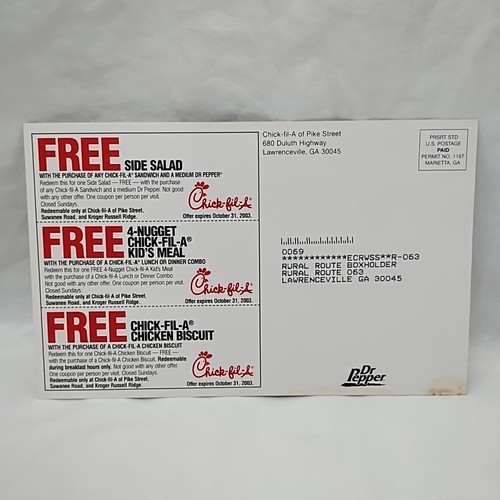 FREE SIDE SALAD
WITH THE PURCHASE OF ANY CHICK-FIL-A® SANDWICH AND A MEDIUM DR PEPPER®
Redeem this for one Side Salad — FREE — with the purchase
of any Chick-fil-A Sandwich and a medium Dr Pepper. Not good
with any other offer. One coupon per person per visit.
Closed Sundays.
Redeemable only at Chick-fil-A of Pike Street,
Suwanee Road, and Kroger Russell Ridge.
Chick-fil-A®
Offer expires October 31, 2003.
FREE 4-NUGGET
CHICK-FIL-A®
KID'S MEAL
WITH THE PURCHASE OF A CHICK-FIL-A® LUNCH OR DINNER COMBO
Redeem this for one FREE 4-Nugget Chick-fil-A Kid's Meal
with the purchase of a Chick-fil-A Lunch or Dinner Combo
Not good with any other offer. One coupon per person per visit.
Closed Sundays.
Redeemable only at Chick-fil-A of Pike Street,
Suwanee Road, and Kroger Russell Ridge.
Chick-fil-A®
Offer expires October 31, 2003.
FREE CHICK-FIL-A®
CHICKEN BISCUIT
WITH THE PURCHASE OF A CHICK-FIL-A CHICKEN BISCUIT
Redeem this for one Chick-fil-A Chicken Biscuit — FREE —
with the purchase of a Chick-fil-A Chicken Biscuit. Redeemable
during breakfast hours only. Not good with any other offer.
One coupon per person per visit. Closed Sundays.
Redeemable only at Chick-fil-A of Pike Street,
Suwanee Road, and Kroger Russell Ridge.
Chick-fil-A®
Offer expires October 31, 2003.
Chick-fil-A of Pike Street
680 Duluth Highway
Lawrenceville, GA 30045
PRSRT STD
U.S. POSTAGE
PAID
PERMIT NO. 1167
MARIETTA, GA
0059
************ECRWSS**R-053
RURAL ROUTE BOXHOLDER
RURAL ROUTE 053
LAWRENCEVILLE GA 30045
Dr
Pepper